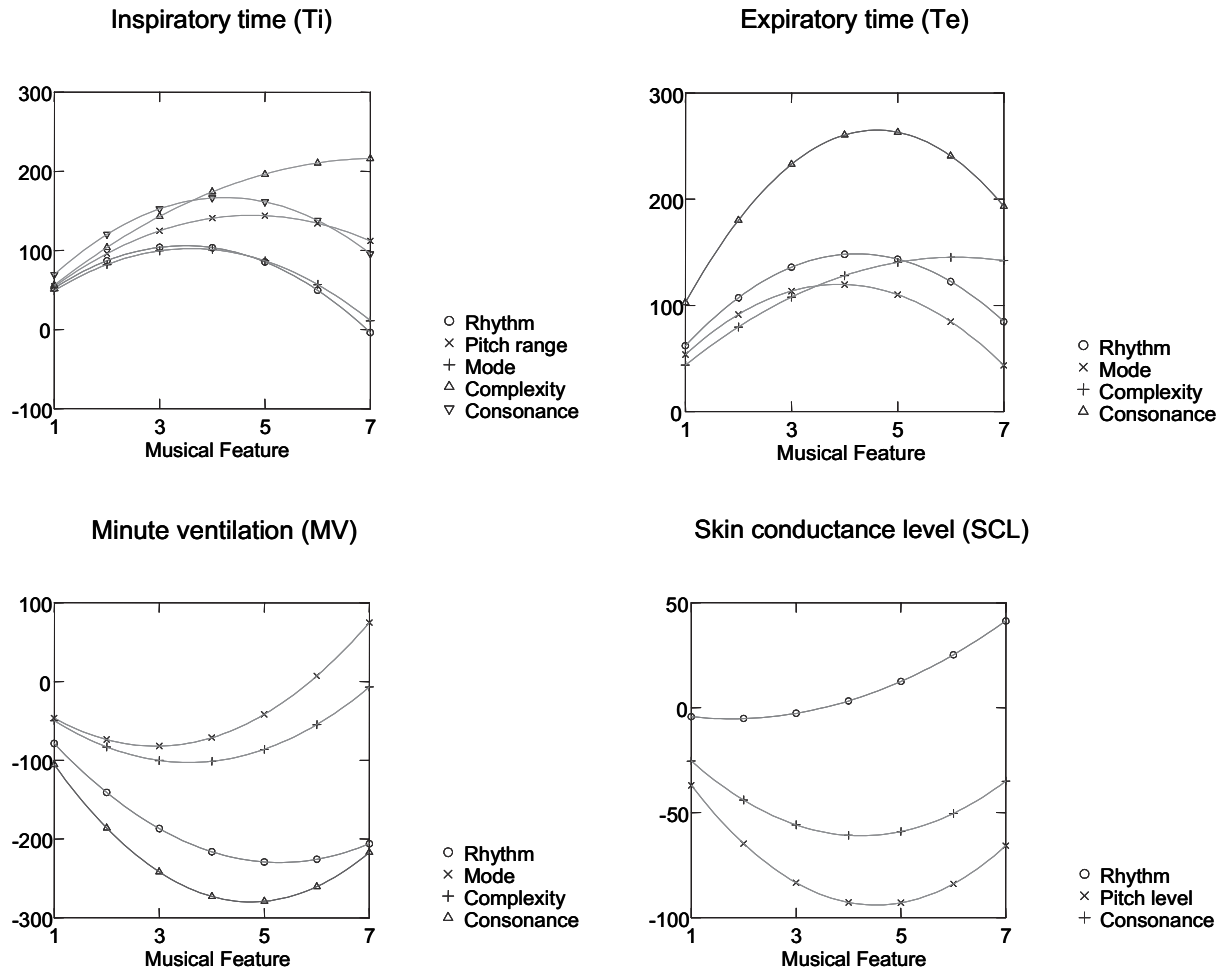 Inspiratory time (Ti)
300
200
100
0
-100
1 3 5 7
Musical Feature
Rhythm
Pitch range
Mode
Complexity
Consonance
Expiratory time (Te)
300
200
100
0
1 3 5 7
Musical Feature
Rhythm
Mode
Complexity
Consonance
Minute ventilation (MV)
100
0
-100
-200
-300
1 3 5 7
Musical Feature
Rhythm
Mode
Complexity
Consonance
Skin conductance level (SCL)
50
0
-50
-100
1 3 5 7
Musical Feature
Rhythm
Pitch level
Consonance